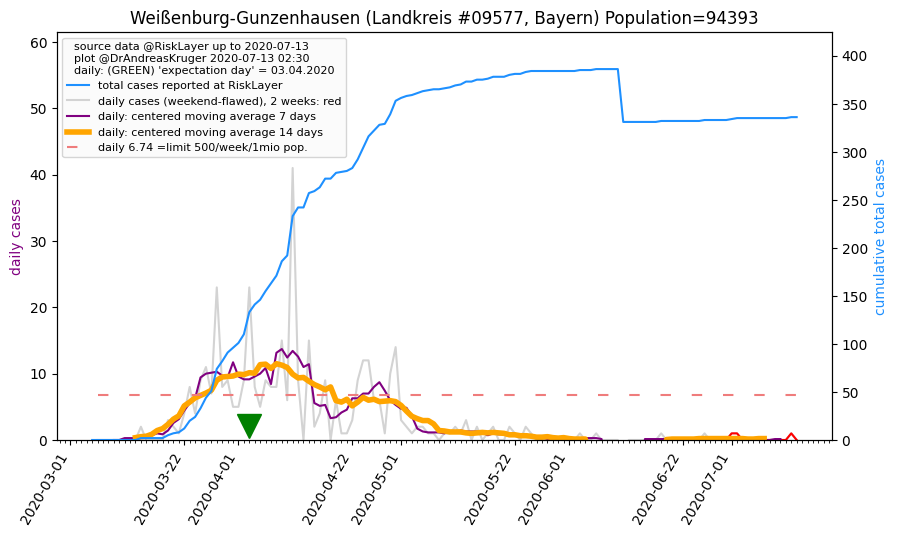 Weißenburg-Gunzenhausen (Landkreis #09577, Bayern) Population=94393
source data @RiskLayer up to 2020-07-13
plot @DrAndreasKruger 2020-07-13 02:30
daily: (GREEN) 'expectation day' = 03.04.2020
total cases reported at RiskLayer
daily cases (weekend-flawed), 2 weeks: red
daily: centered moving average 7 days
daily: centered moving average 14 days
daily 6.74 =limit 500/week/1mio pop.
daily cases
60
50
40
30
20
10
0
cumulative total cases
400
350
300
250
200
150
100
50
0
2020-03-01
2020-03-22
2020-04-01
2020-04-22
2020-05-01
2020-05-22
2020-06-01
2020-06-22
2020-07-01